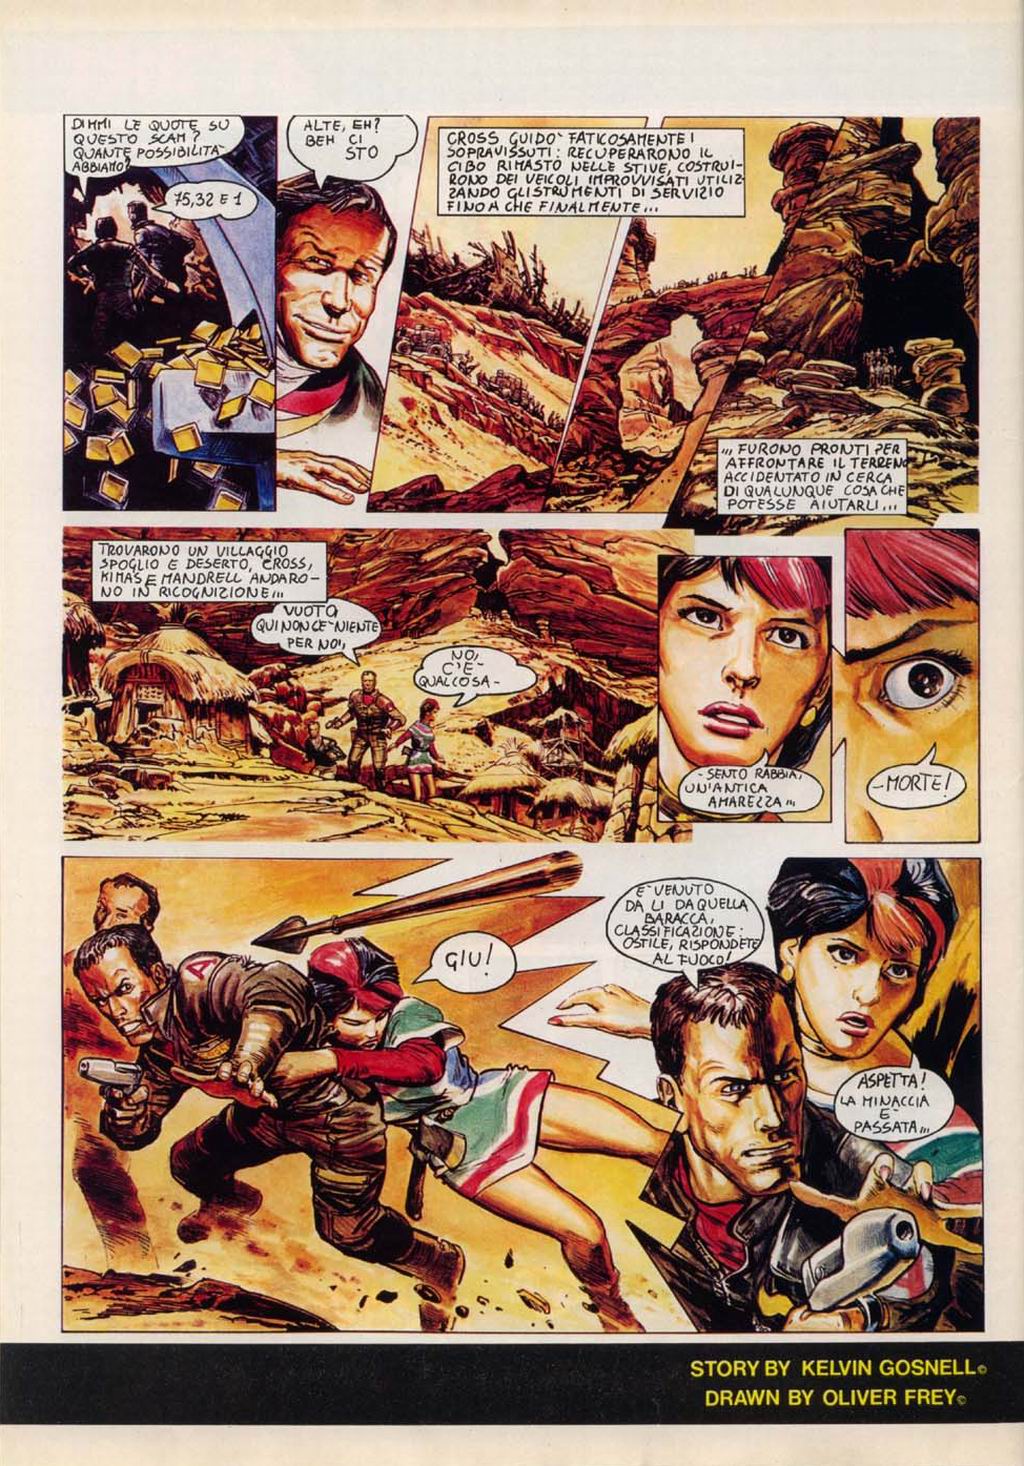 DIMMI LE QUOTE SU
QUESTO SCAM?
QUANTE POSSIBILITA
ABBIAMO?
75,32 E 1
ALTE, EH?
BEH CI
STO
CROSS GUIDO' FATICOSAMENTE I
SOPRAVISSUTI: RECUPERARONO IL
CIBO RIMASTO NELLE STIVE, COSTRUI-
RONO DEI VEICOLI IMPROVVISATI UTILIZ-
ZANDO GLI STRUMENTI DI SERVIZIO
FINO A CHE FINALMENTE...
... FURONO PRONTI PER
AFFRONTARE IL TERRENO
ACCIDENTATO IN CERCA
DI QUALUNQUE COSA CHE
POTESSE AIUTARLI...
TROVARONO UN VILLAGGIO
SPOGLIO E DESERTO, CROSS,
KIMAS E MANDRELL ANDARO-
NO IN RICOGNIZIONE...
VUOTO,
QUI NON CE NIENTE
PER NOI,
NO,
C'E-
QUALCOSA-
- SENTO RABBIA,
UN'ANTICA
AMAREZZA...
-MORTE!
GIU!
E' VENUTO
DA LI DA QUELLA
BARACCA,
CLASSIFICAZIONE:
OSTILE, RISPONDETE
AL FUOCO!
ASPETTA!
LA MINACCIA
E-
PASSATA...
STORY BY KELVIN GOSNELL©
DRAWN BY OLIVER FREY©